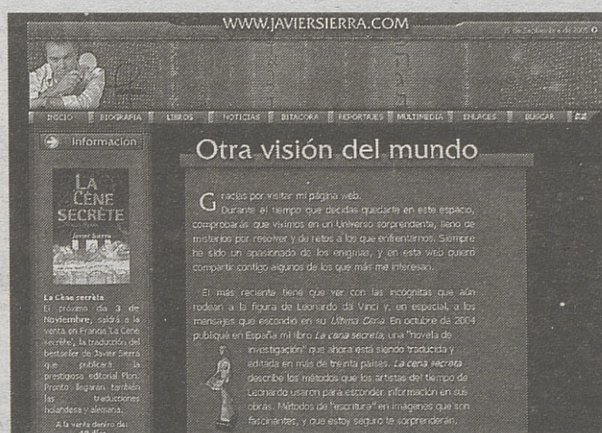 WWW.JAVIERSIERRA.COM
15 de Septiembre de 2005
INICIO
BIOGRAFIA
LIBROS
NOTICIAS
BITACORA
REPORTAJES
MULTIMEDIA
ENLACES
BUSCAR
Información
LA
CÈNE
SECRÈTE
Javier Sierra
La Cène secrète
El próximo día 3 de
Noviembre, saldrá a la
venta en Francia 'La Cène
secrète', la traducción del
bestseller de Javier Sierra
que publicará la
prestigiosa editorial Plon.
Pronto llegarán también
las traducciones
holandesa y alemana.
A la venta dentro de:
Otra visión del mundo
Gracias por visitar mi página web.
Durante el tiempo que decidas quedarte en este espacio,
comprobarás que vivimos en un Universo sorprendente, lleno de
misterios por resolver y de retos a los que enfrentarnos. Siempre
he sido un apasionado de los enigmas, y en esta web quiero
compartir contigo algunos de los que más me interesan.
El más reciente tiene que ver con las incógnitas que aún
rodean a la figura de Leonardo da Vinci y, en especial, a los
mensajes que escondió en su Última Cena. En octubre de 2004
publiqué en España mi libro La cena secreta, una "novela de
investigación" que ahora está siendo traducida y
editada en más de treinta países. La cena secreta
describe los métodos que los artistas del tiempo de
Leonardo usaron para esconder información en sus
obras. Métodos de "escritura" en imágenes que son
fascinantes, y que estoy seguro te sorprenderán.